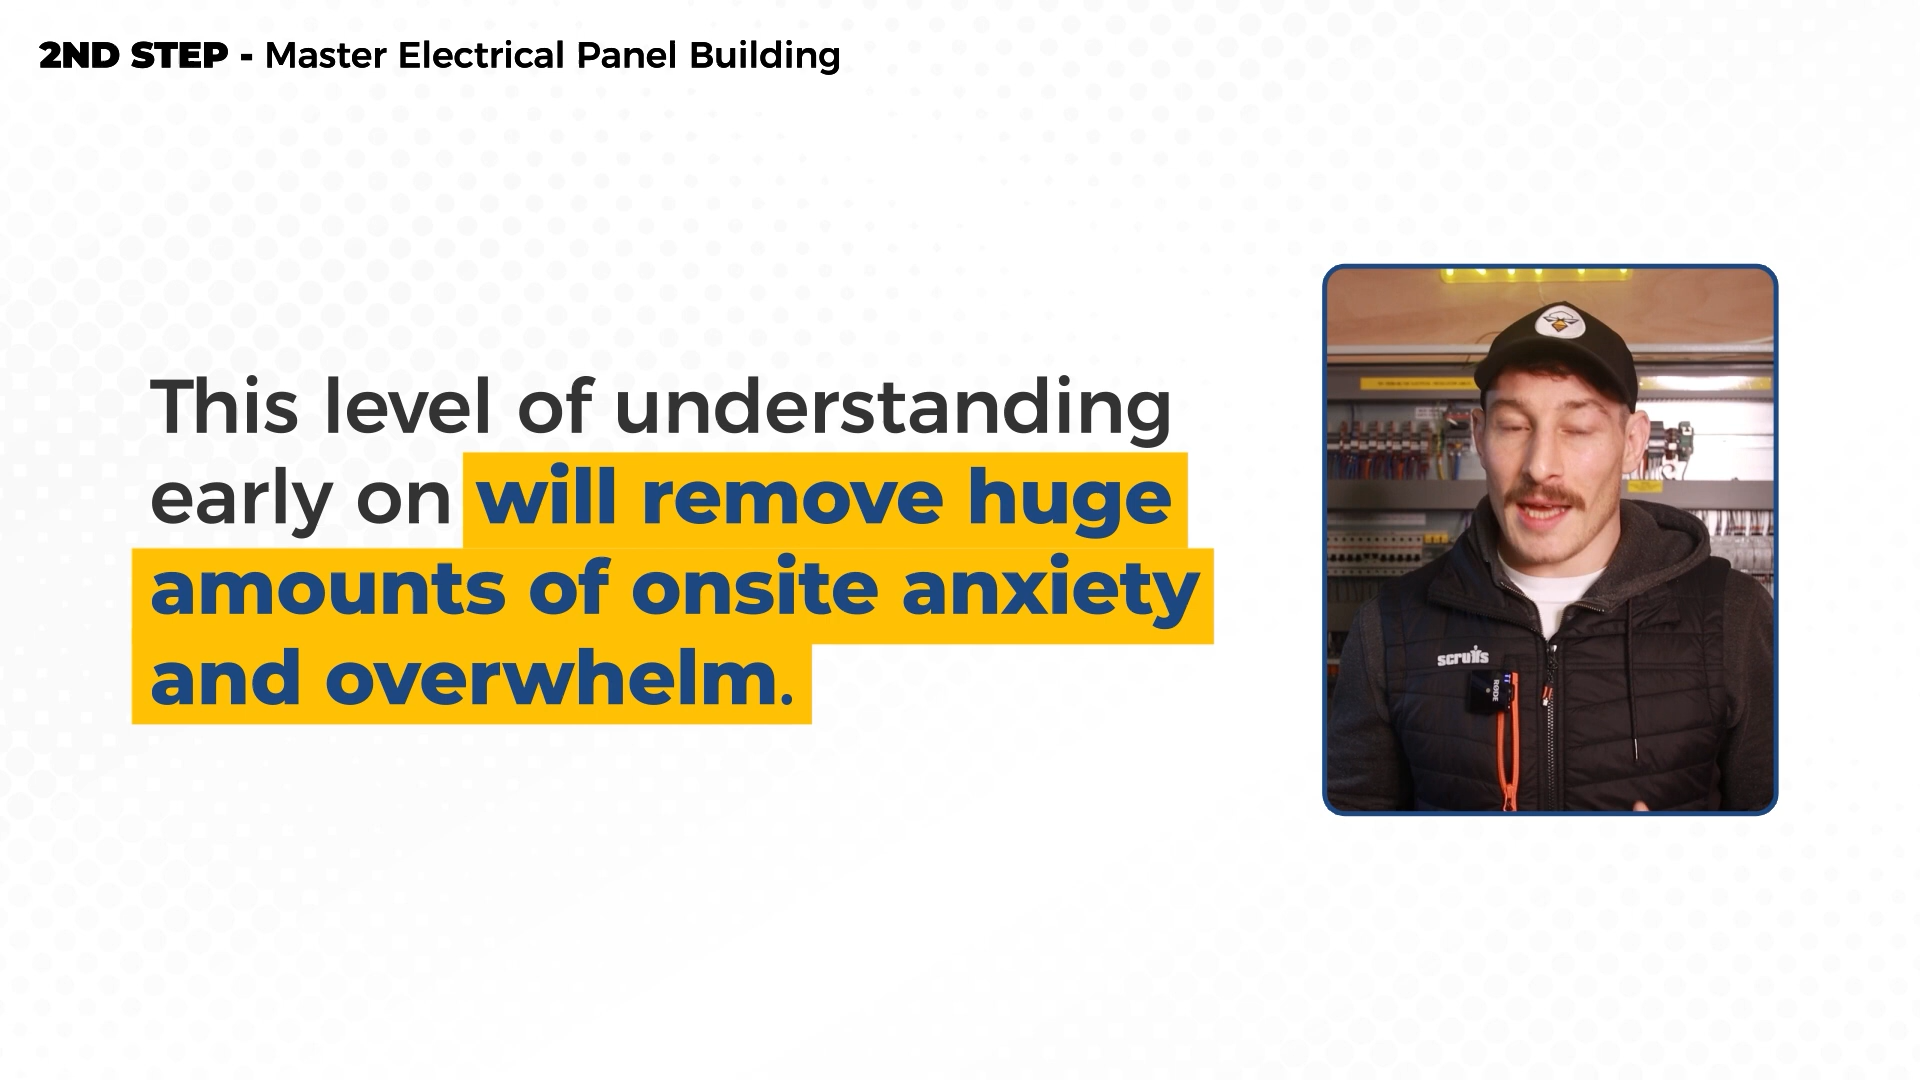 2ND STEP - Master Electrical Panel Building
This level of understanding
early on will remove huge
amounts of onsite anxiety
and overwhelm.
scruffs
RØDE